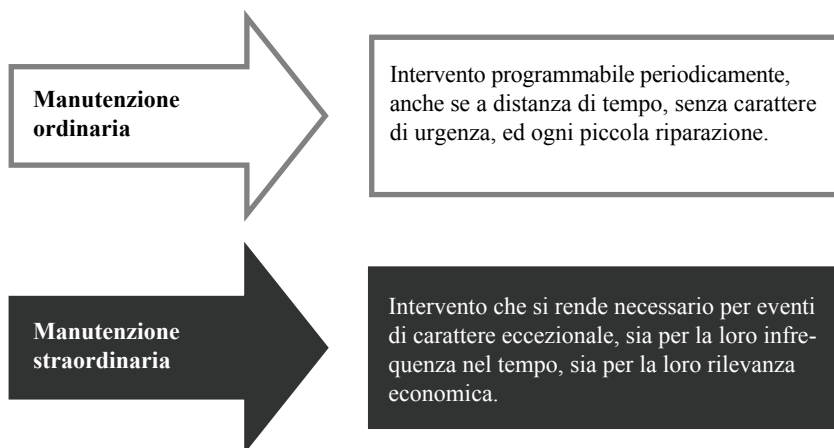 Manutenzione
ordinaria
Intervento programmabile periodicamente,
anche se a distanza di tempo, senza carattere
di urgenza, ed ogni piccola riparazione.
Manutenzione
straordinaria
Intervento che si rende necessario per eventi
di carattere eccezionale, sia per la loro infre-
quenza nel tempo, sia per la loro rilevanza
economica.